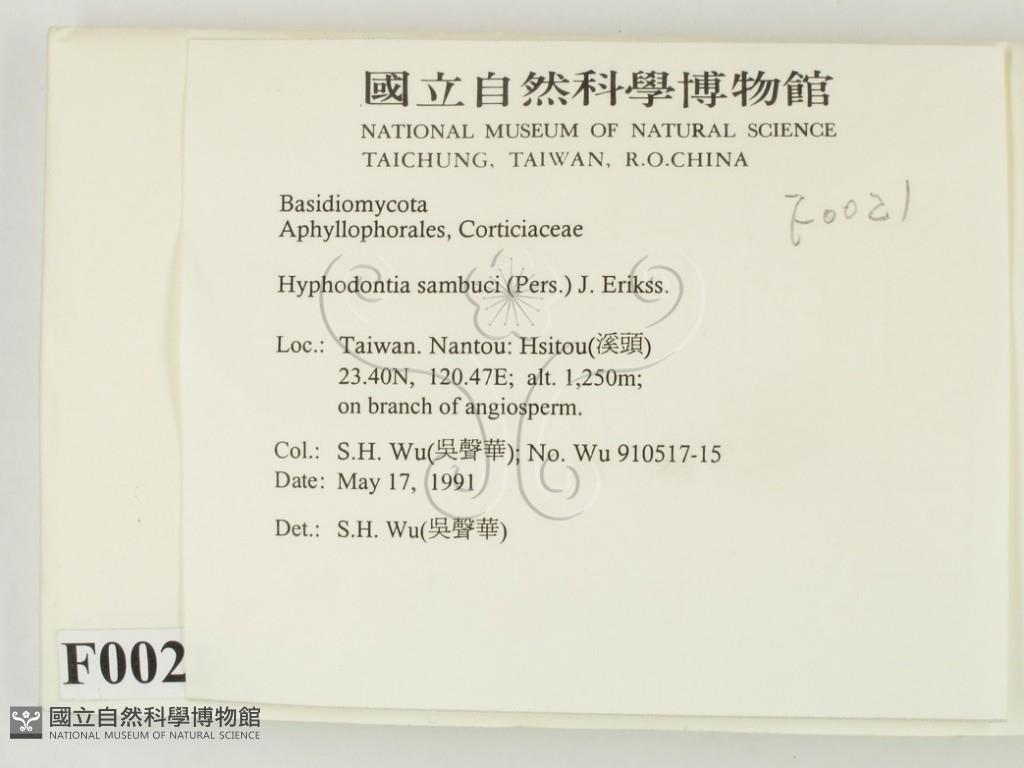 國立自然科學博物館
NATIONAL MUSEUM OF NATURAL SCIENCE
TAICHUNG, TAIWAN, R.O.CHINA
F0021
Basidiomycota
Aphyllophorales, Corticiaceae
Hyphodontia sambuci (Pers.) J. Erikss.
Loc.: Taiwan. Nantou: Hsitou(溪頭)
23.40N, 120.47E; alt. 1,250m;
on branch of angiosperm.
Col.: S.H. Wu(吳聲華); No. Wu 910517-15
Date: May 17, 1991
Det.: S.H. Wu(吳聲華)
F002
國立自然科學博物館
NATIONAL MUSEUM OF NATURAL SCIENCE